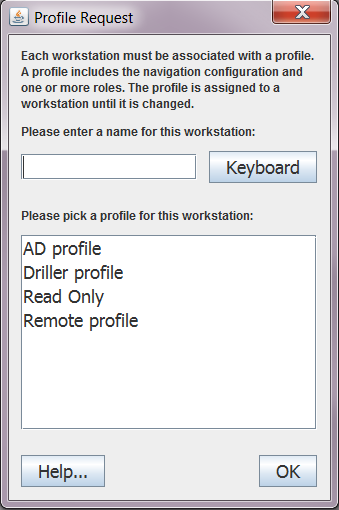 Profile Request
Each workstation must be associated with a profile.
A profile includes the navigation configuration and
one or more roles. The profile is assigned to a
workstation until it is changed.
Please enter a name for this workstation:
Keyboard
Please pick a profile for this workstation:
AD profile
Driller profile
Read Only
Remote profile
Help...
OK